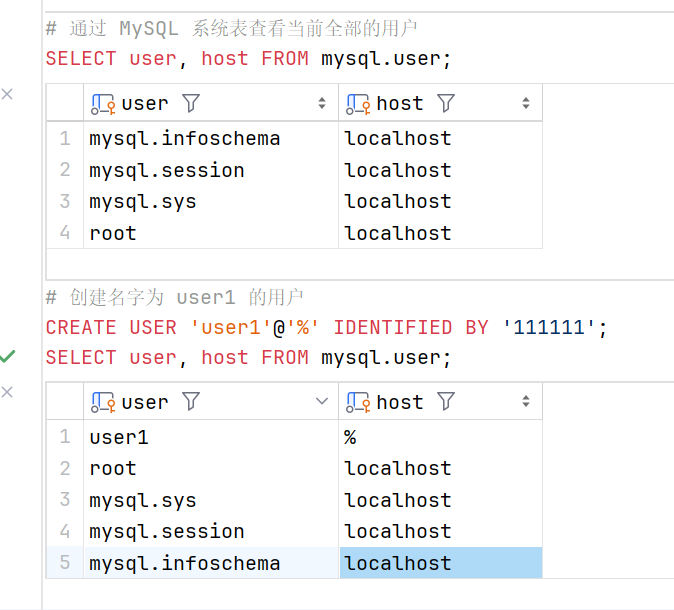 # 通过 MySQL 系统表查看当前全部的用户
SELECT user, host FROM mysql.user;
user host
1 mysql.infoschema localhost
2 mysql.session localhost
3 mysql.sys localhost
4 root localhost
# 创建名字为 user1 的用户
CREATE USER 'user1'@'%' IDENTIFIED BY '111111';
SELECT user, host FROM mysql.user;
user host
1 user1 %
2 root localhost
3 mysql.sys localhost
4 mysql.session localhost
5 mysql.infoschema localhost